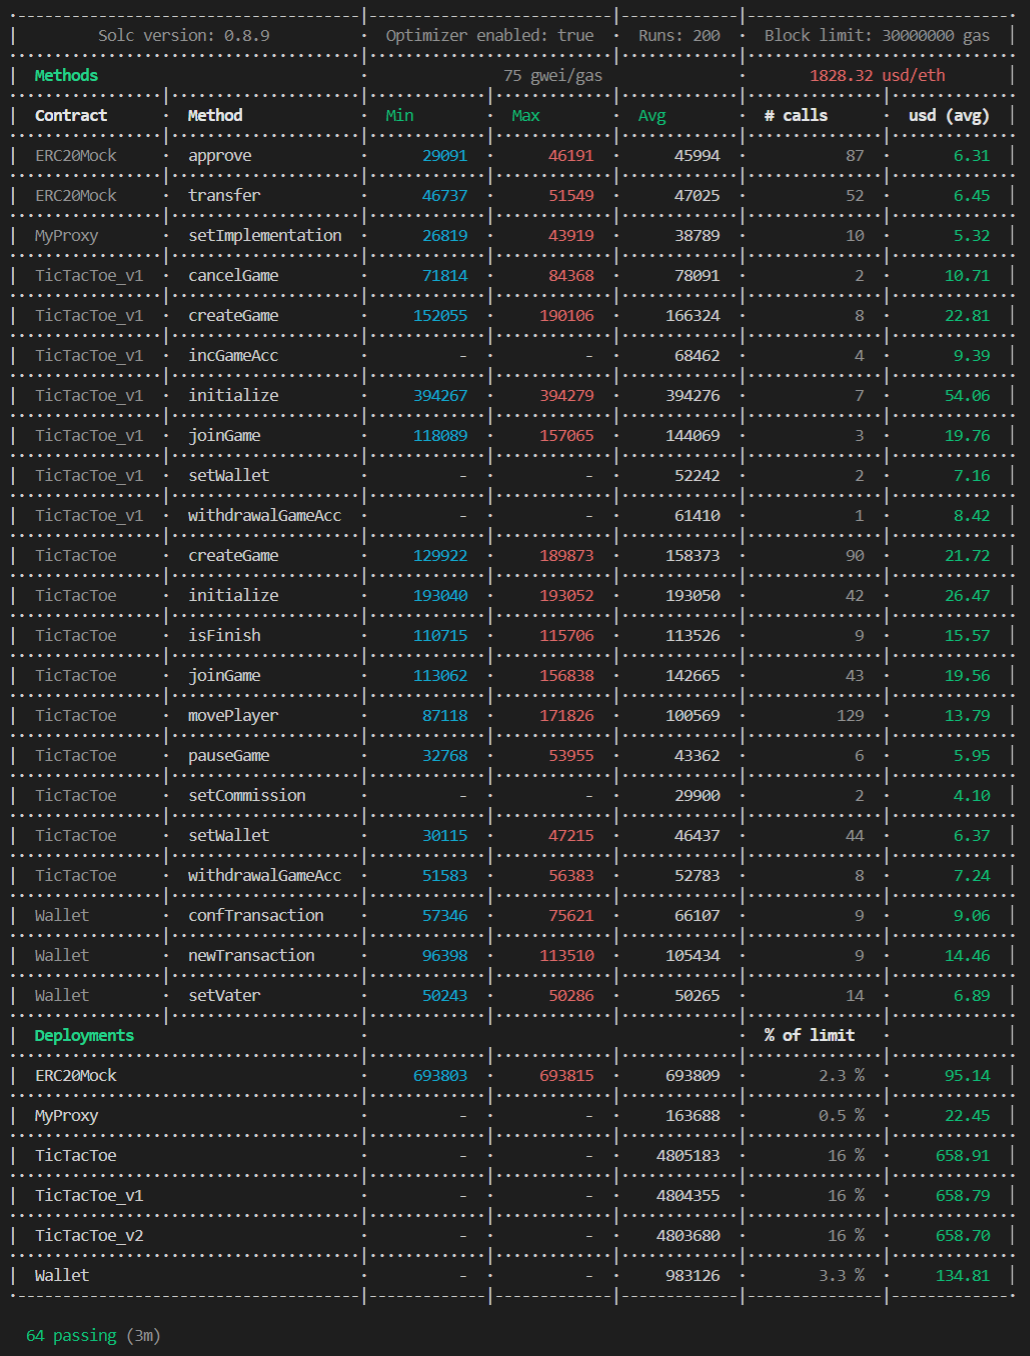 Solc version: 0.8.9 · Optimizer enabled: true · Runs: 200 · Block limit: 30000000 gas
Methods · 75 gwei/gas · 1828.32 usd/eth
Contract · Method · Min · Max · Avg · # calls · usd (avg)
ERC20Mock · approve · 29091 · 46191 · 45994 · 87 · 6.31
ERC20Mock · transfer · 46737 · 51549 · 47025 · 52 · 6.45
MyProxy · setImplementation · 26819 · 43919 · 38789 · 10 · 5.32
TicTacToe_v1 · cancelGame · 71814 · 84368 · 78091 · 2 · 10.71
TicTacToe_v1 · createGame · 152055 · 190106 · 166324 · 8 · 22.81
TicTacToe_v1 · incGameAcc · - · - · 68462 · 4 · 9.39
TicTacToe_v1 · initialize · 394267 · 394279 · 394276 · 7 · 54.06
TicTacToe_v1 · joinGame · 118089 · 157065 · 144069 · 3 · 19.76
TicTacToe_v1 · setWallet · - · - · 52242 · 2 · 7.16
TicTacToe_v1 · withdrawalGameAcc · - · - · 61410 · 1 · 8.42
TicTacToe · createGame · 129922 · 189873 · 158373 · 90 · 21.72
TicTacToe · initialize · 193040 · 193052 · 193050 · 42 · 26.47
TicTacToe · isFinish · 110715 · 115706 · 113526 · 9 · 15.57
TicTacToe · joinGame · 113062 · 156838 · 142665 · 43 · 19.56
TicTacToe · movePlayer · 87118 · 171826 · 100569 · 129 · 13.79
TicTacToe · pauseGame · 32768 · 53955 · 43362 · 6 · 5.95
TicTacToe · setCommission · - · - · 29900 · 2 · 4.10
TicTacToe · setWallet · 30115 · 47215 · 46437 · 44 · 6.37
TicTacToe · withdrawalGameAcc · 51583 · 56383 · 52783 · 8 · 7.24
Wallet · confTransaction · 57346 · 75621 · 66107 · 9 · 9.06
Wallet · newTransaction · 96398 · 113510 · 105434 · 9 · 14.46
Wallet · setVater · 50243 · 50286 · 50265 · 14 · 6.89
Deployments · · % of limit ·
ERC20Mock · 693803 · 693815 · 693809 · 2.3 % · 95.14
MyProxy · - · - · 163688 · 0.5 % · 22.45
TicTacToe · - · - · 4805183 · 16 % · 658.91
TicTacToe_v1 · - · - · 4804355 · 16 % · 658.79
TicTacToe_v2 · - · - · 4803680 · 16 % · 658.70
Wallet · - · - · 983126 · 3.3 % · 134.81
64 passing (3m)